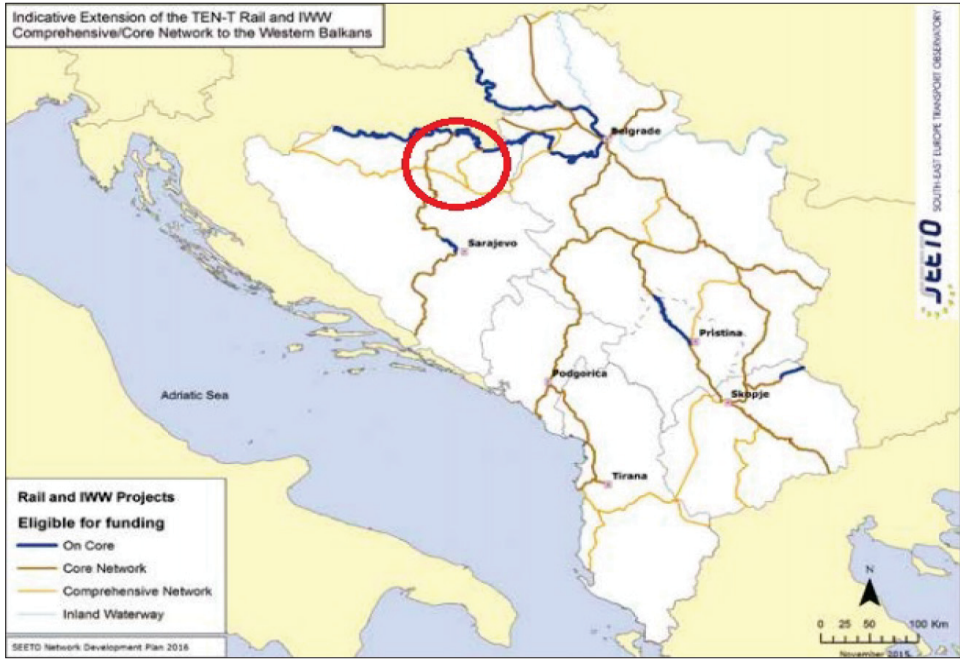 Indicative Extension of the TEN-T Rail and IWW
Comprehensive/Core Network to the Western Balkans
SEETO SOUTH-EAST EUROPE TRANSPORT OBSERVATORY
Belgrade
Sarajevo
Pristina
Podgorica
Skopje
Adriatic Sea
Tirana
Rail and IWW Projects
Eligible for funding
On Core
Core Network
Comprehensive Network
Inland Waterway
SEETO Network Development Plan 2016
N
0 25 50 100 Km
November 2015.